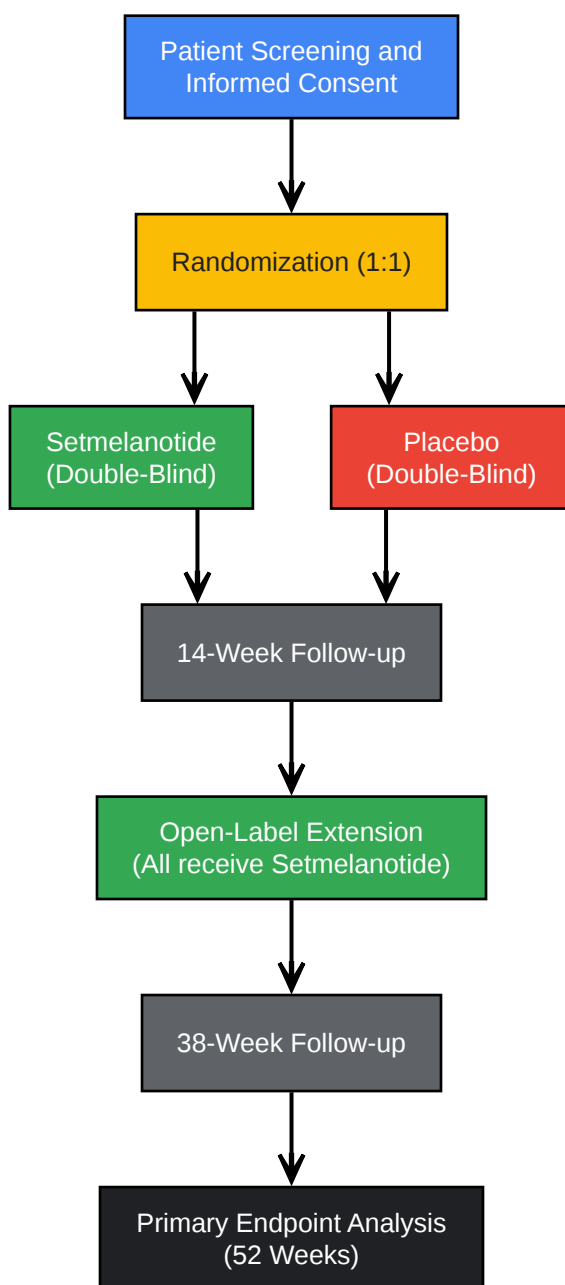 Patient Screening and
Informed Consent
Randomization (1:1)
Setmelanotide
(Double-Blind)
Placebo
(Double-Blind)
14-Week Follow-up
Open-Label Extension
(All receive Setmelanotide)
38-Week Follow-up
Primary Endpoint Analysis
(52 Weeks)